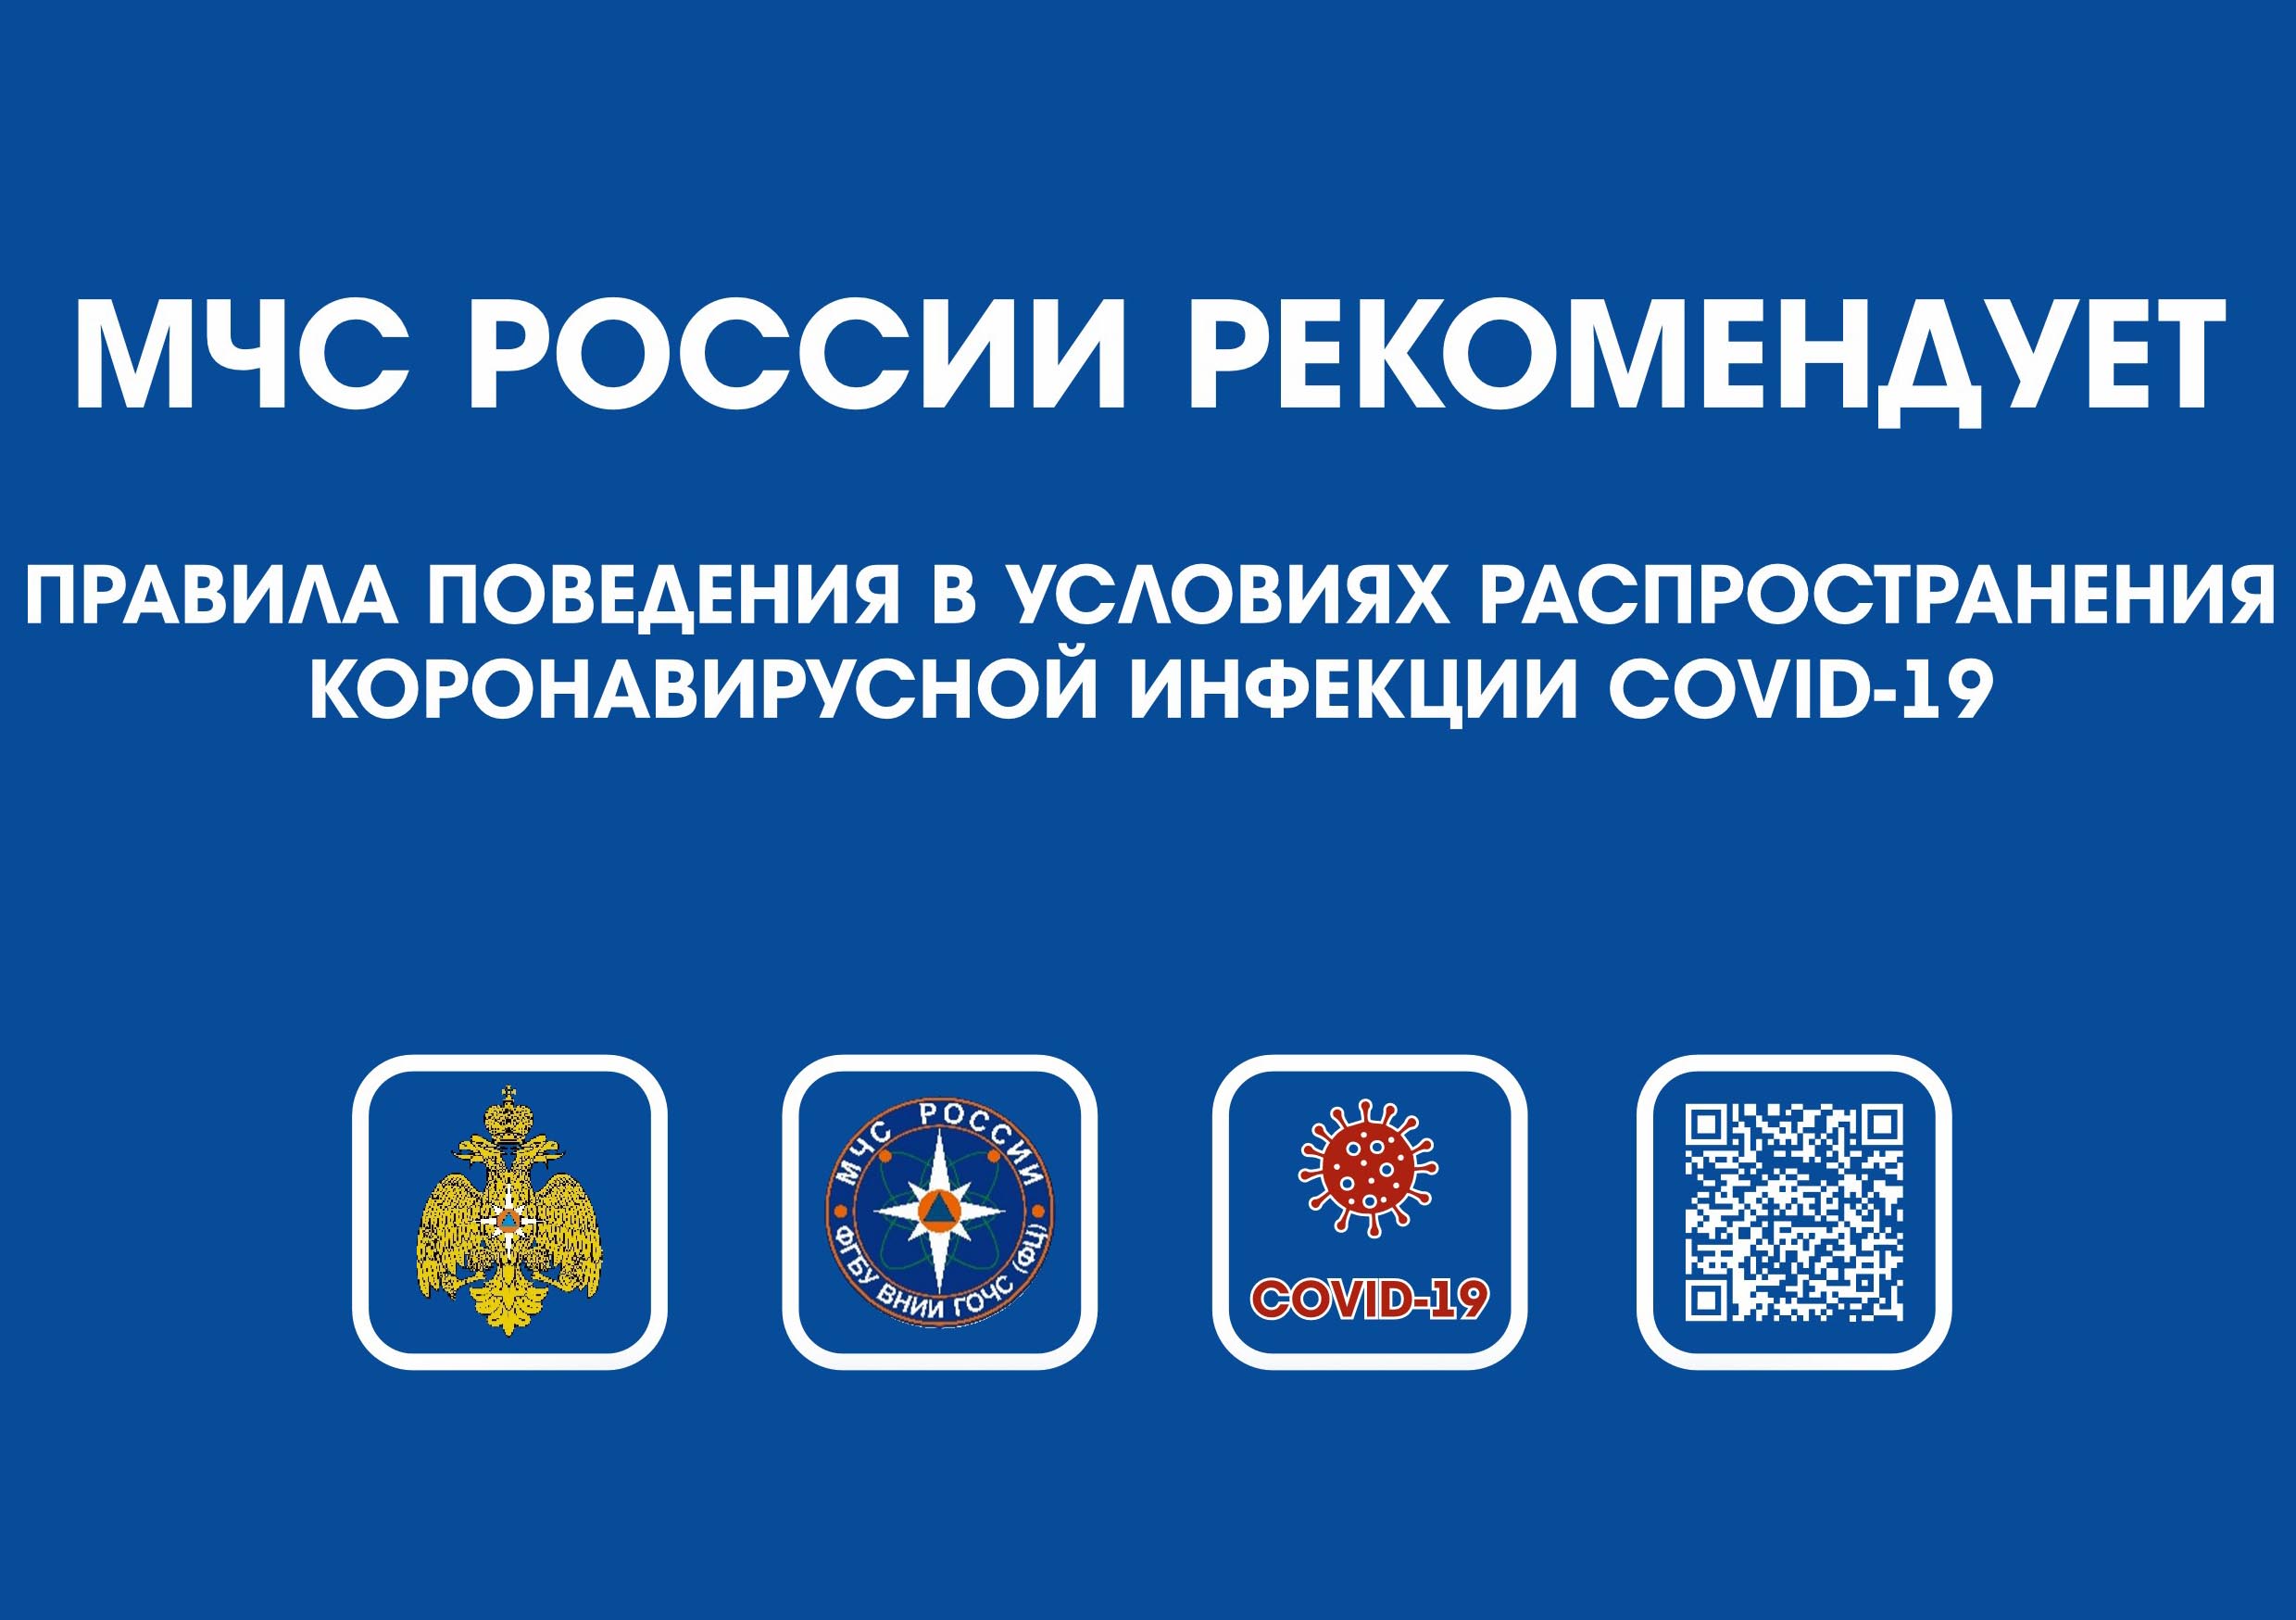 МЧС РОССИИ РЕКОМЕНДУЕТ
ПРАВИЛА ПОВЕДЕНИЯ В УСЛОВИЯХ РАСПРОСТРАНЕНИЯ
КОРОНАВИРУСНОЙ ИНФЕКЦИИ COVID-19
МЧС РОССИИ
ФГБУ ВНИИ ГОЧС (ФЦ)
COVID-19